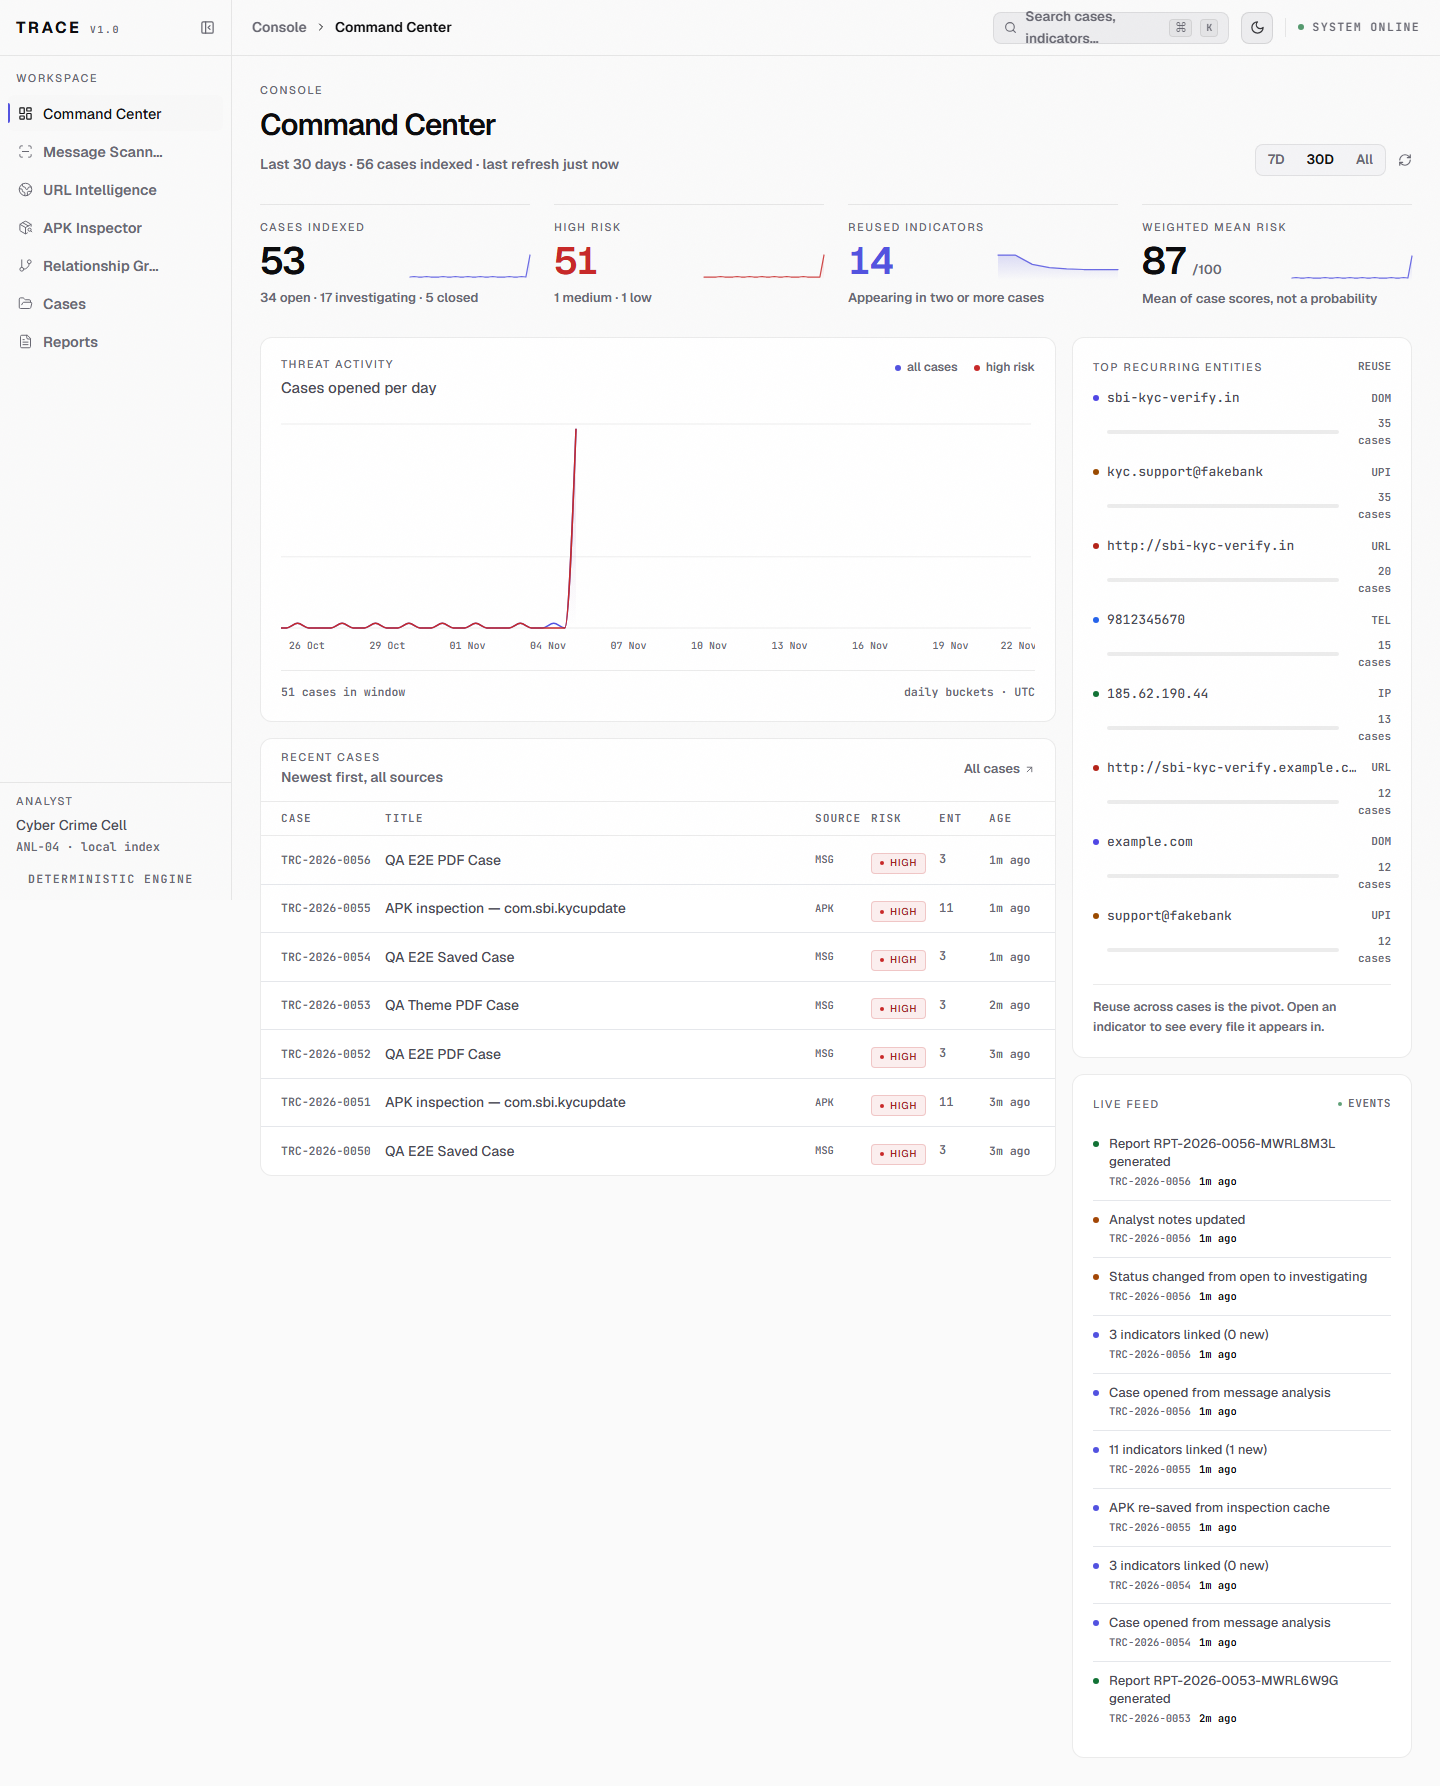 TRACE V1.0
WORKSPACE
Command Center
Message Scann...
URL Intelligence
APK Inspector
Relationship Gr...
Cases
Reports
ANALYST
Cyber Crime Cell
ANL-04 · local index
DETERMINISTIC ENGINE
Console > Command Center
Search cases,
indicators...
⌘ K
SYSTEM ONLINE
CONSOLE
Command Center
Last 30 days · 56 cases indexed · last refresh just now
7D 30D All
CASES INDEXED
53
34 open · 17 investigating · 5 closed
HIGH RISK
51
1 medium · 1 low
REUSED INDICATORS
14
Appearing in two or more cases
WEIGHTED MEAN RISK
87 /100
Mean of case scores, not a probability
THREAT ACTIVITY
Cases opened per day
all cases high risk
26 Oct 29 Oct 01 Nov 04 Nov 07 Nov 10 Nov 13 Nov 16 Nov 19 Nov 22 Nov
51 cases in window daily buckets · UTC
RECENT CASES
Newest first, all sources
All cases ↗
CASE TITLE SOURCE RISK ENT AGE
TRC-2026-0056 QA E2E PDF Case MSG HIGH 3 1m ago
TRC-2026-0055 APK inspection — com.sbi.kycupdate APK HIGH 11 1m ago
TRC-2026-0054 QA E2E Saved Case MSG HIGH 3 1m ago
TRC-2026-0053 QA Theme PDF Case MSG HIGH 3 2m ago
TRC-2026-0052 QA E2E PDF Case MSG HIGH 3 3m ago
TRC-2026-0051 APK inspection — com.sbi.kycupdate APK HIGH 11 3m ago
TRC-2026-0050 QA E2E Saved Case MSG HIGH 3 3m ago
TOP RECURRING ENTITIES REUSE
sbi-kyc-verify.in DOM
35
cases
kyc.support@fakebank UPI
35
cases
http://sbi-kyc-verify.in URL
20
cases
9812345670 TEL
15
cases
185.62.190.44 IP
13
cases
http://sbi-kyc-verify.example.c... URL
12
cases
example.com DOM
12
cases
support@fakebank UPI
12
cases
Reuse across cases is the pivot. Open an
indicator to see every file it appears in.
LIVE FEED EVENTS
Report RPT-2026-0056-MWRL8M3L
generated
TRC-2026-0056 1m ago
Analyst notes updated
TRC-2026-0056 1m ago
Status changed from open to investigating
TRC-2026-0056 1m ago
3 indicators linked (0 new)
TRC-2026-0056 1m ago
Case opened from message analysis
TRC-2026-0056 1m ago
11 indicators linked (1 new)
TRC-2026-0055 1m ago
APK re-saved from inspection cache
TRC-2026-0055 1m ago
3 indicators linked (0 new)
TRC-2026-0054 1m ago
Case opened from message analysis
TRC-2026-0054 1m ago
Report RPT-2026-0053-MWRL6W9G
generated
TRC-2026-0053 2m ago